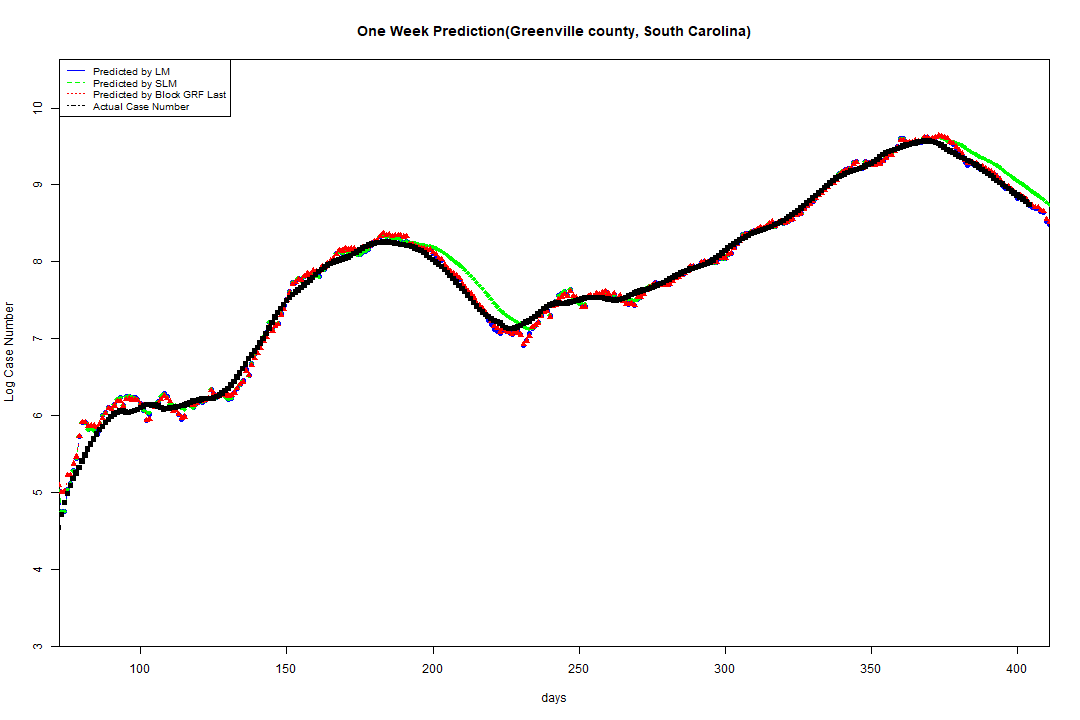 One Week Prediction(Greenville county, South Carolina)
Predicted by LM
Predicted by SLM
Predicted by Block GRF Last
Actual Case Number
Log Case Number
10
9
8
7
6
5
4
3
100 150 200 250 300 350 400
days